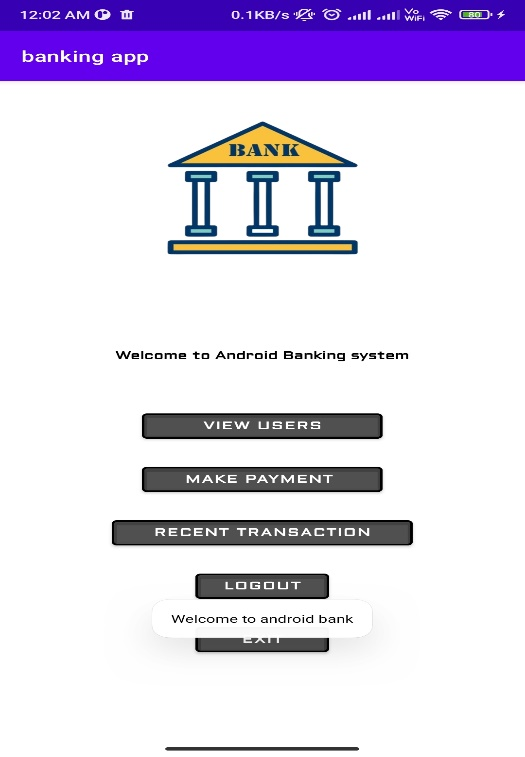 12:02 AM 0.1KB/s Vo WiFi 80
banking app
BANK
Welcome to Android Banking system
VIEW USERS
MAKE PAYMENT
RECENT TRANSACTION
LOGOUT
Welcome to android bank
EXIT